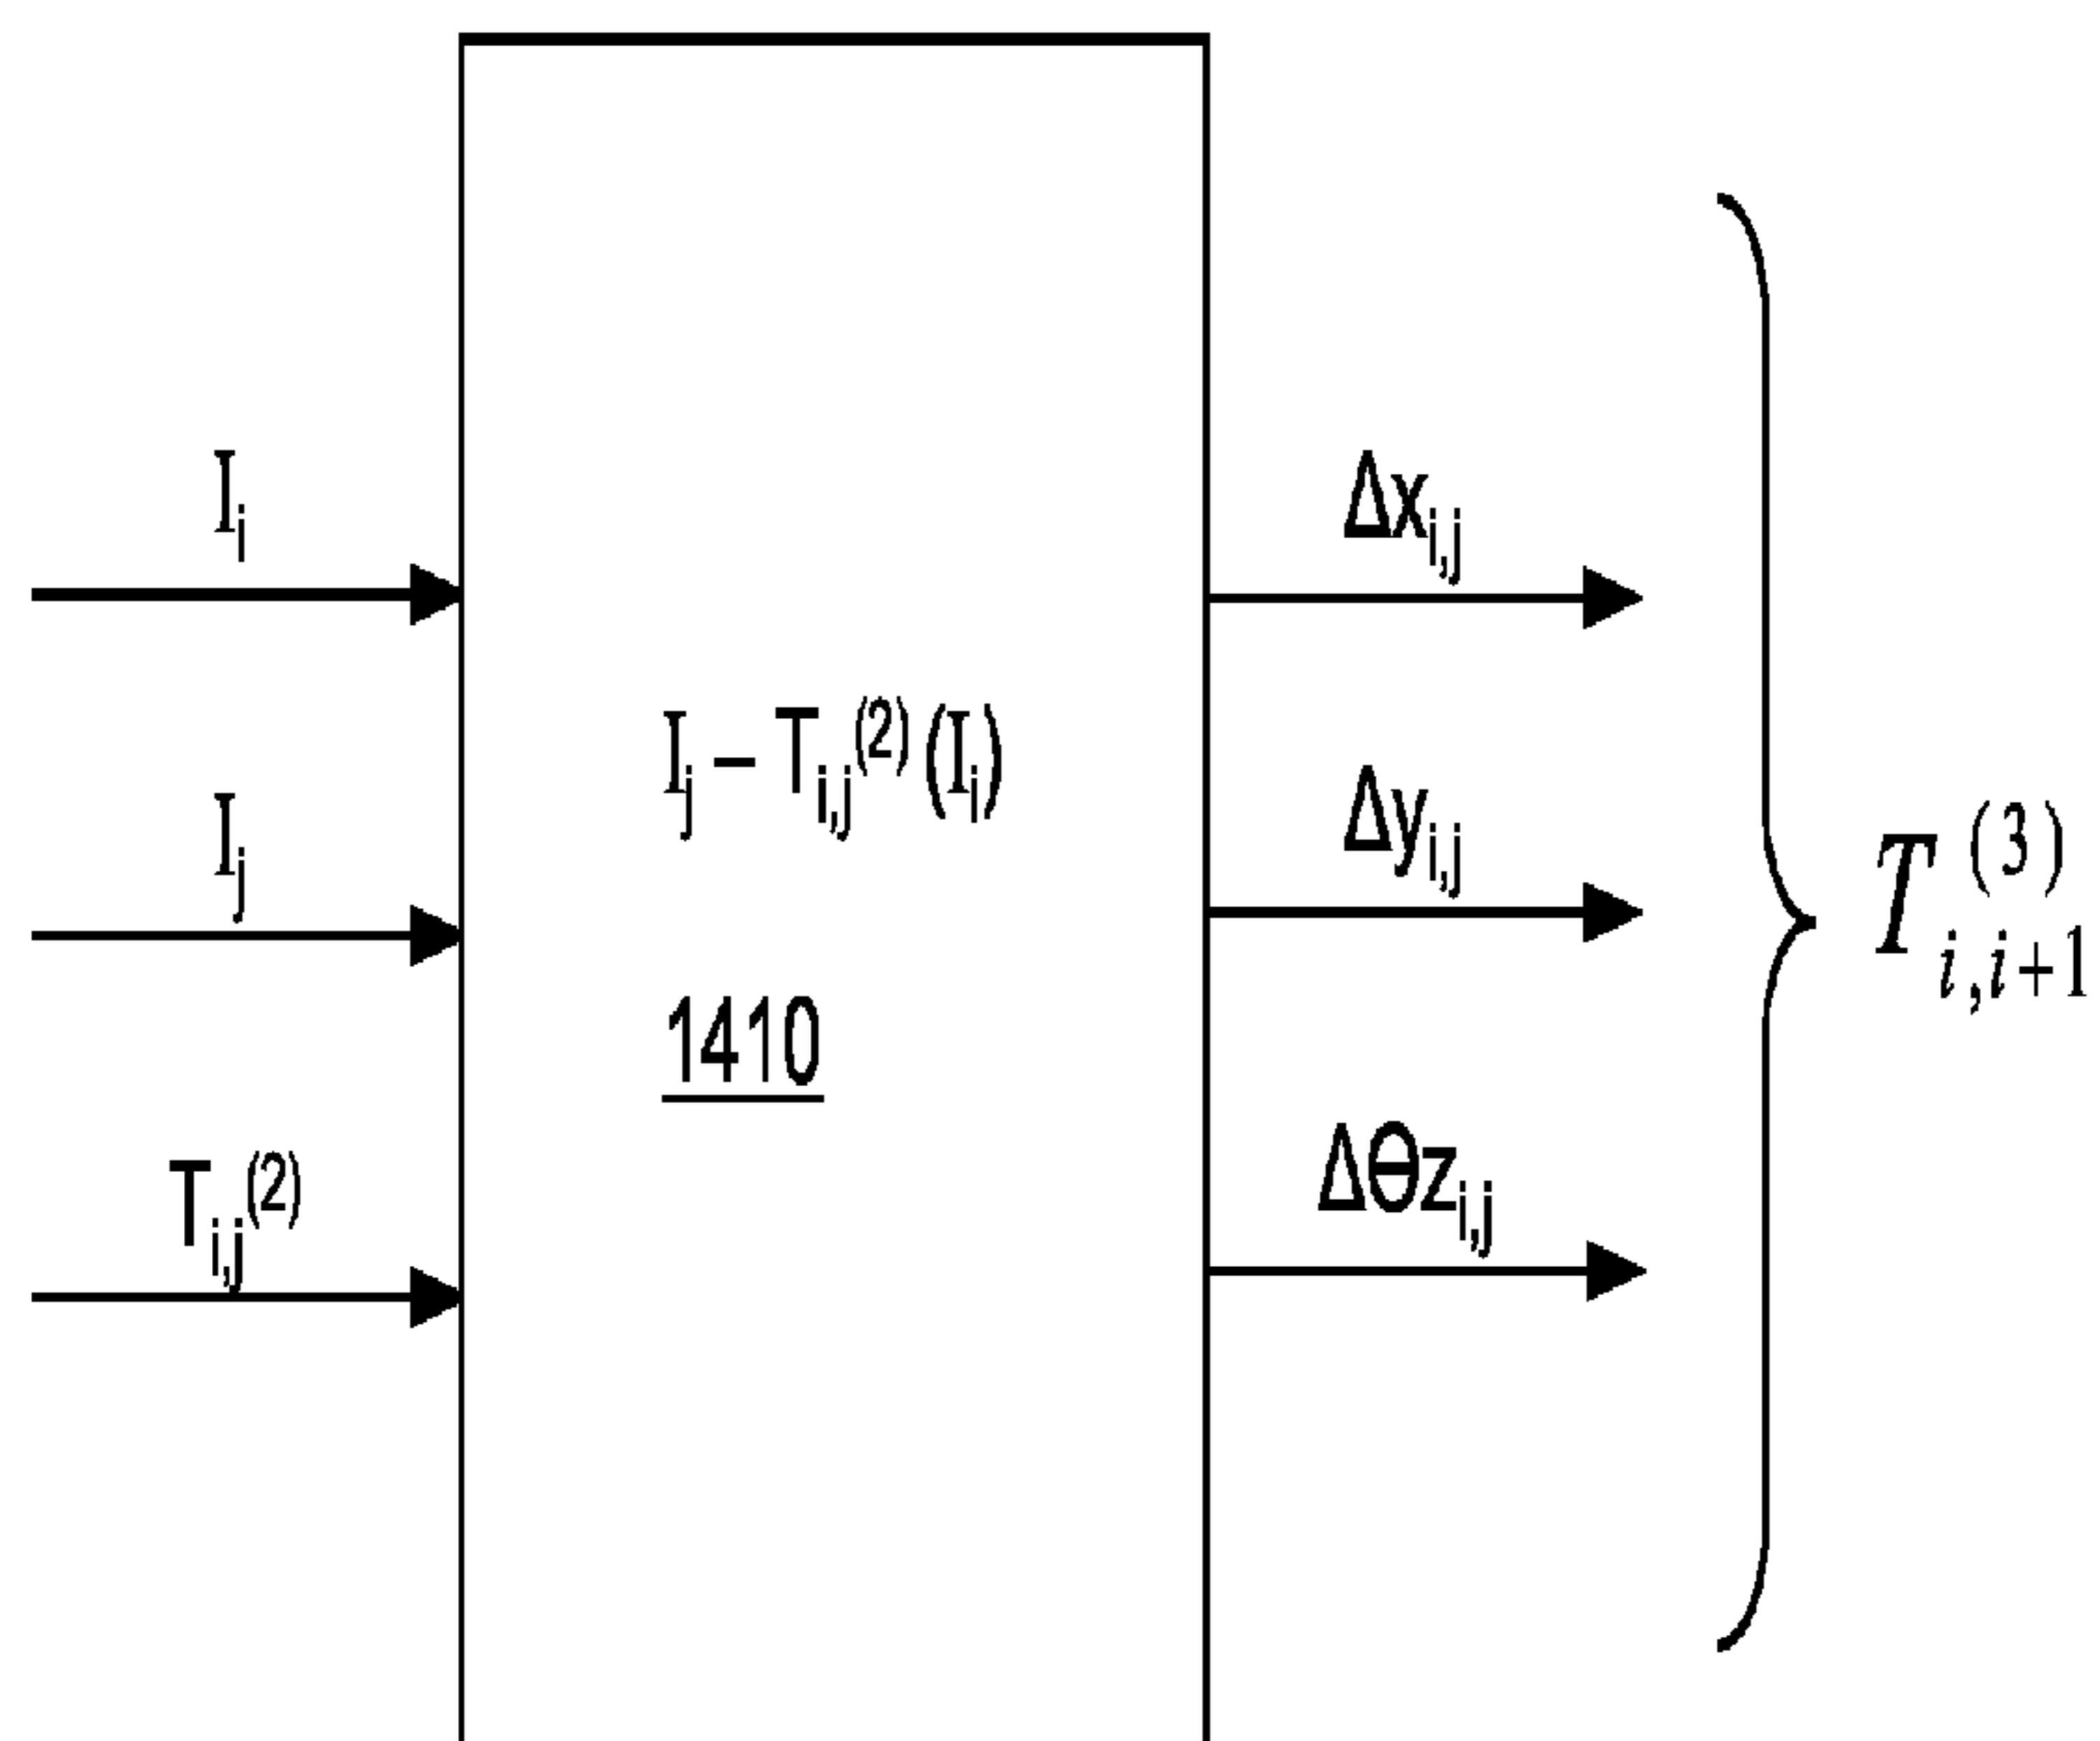 Iᵢ
Iⱼ
Tᵢ,ⱼ⁽²⁾
Iⱼ – Tᵢ,ⱼ⁽²⁾(Iᵢ)
1410
Δxᵢ,ⱼ
Δyᵢ,ⱼ
Δθzᵢ,ⱼ
T⁽³⁾ᵢ,ᵢ₊₁